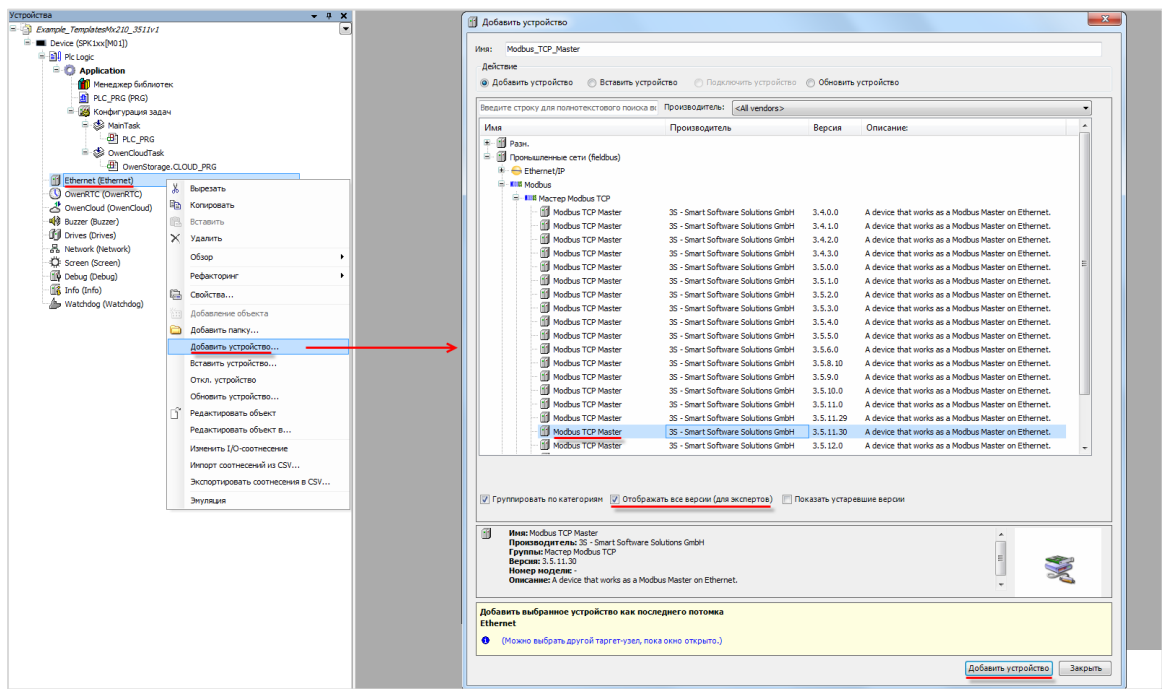 Устройства
Example_TemplatesMx210_3511v1
Device (SPK1xx[M01])
Plc Logic
Application
Менеджер библиотек
PLC_PRG (PRG)
Конфигурация задач
MainTask
PLC_PRG
OwenCloudTask
OwenStorage.CLOUD_PRG
Ethernet (Ethernet)
OwenRTC (OwenRTC)
OwenCloud (OwenCloud)
Buzzer (Buzzer)
Drives (Drives)
Network (Network)
Screen (Screen)
Debug (Debug)
Info (Info)
Watchdog (Watchdog)
Вырезать
Копировать
Вставить
Удалить
Обзор
Рефакторинг
Свойства...
Добавление объекта
Добавить папку...
Добавить устройство...
Вставить устройство...
Откл. устройство
Обновить устройство...
Редактировать объект
Редактировать объект в...
Изменить I/O-соотнесение
Импорт соотнесений из CSV...
Экспортировать соотнесения в CSV...
Эмуляция
Добавить устройство
Имя: Modbus_TCP_Master
Действие
Добавить устройство Вставить устройство Подключить устройство Обновить устройство
Введите строку для полнотекстового поиска в Производитель: <All vendors>
Имя Производитель Версия Описание:
Разн.
Промышленные сети (fieldbus)
Ethernet/IP
Modbus
Мастер Modbus TCP
Modbus TCP Master 3S - Smart Software Solutions GmbH 3.4.0.0 A device that works as a Modbus Master on Ethernet.
Modbus TCP Master 3S - Smart Software Solutions GmbH 3.4.1.0 A device that works as a Modbus Master on Ethernet.
Modbus TCP Master 3S - Smart Software Solutions GmbH 3.4.2.0 A device that works as a Modbus Master on Ethernet.
Modbus TCP Master 3S - Smart Software Solutions GmbH 3.4.3.0 A device that works as a Modbus Master on Ethernet.
Modbus TCP Master 3S - Smart Software Solutions GmbH 3.5.0.0 A device that works as a Modbus Master on Ethernet.
Modbus TCP Master 3S - Smart Software Solutions GmbH 3.5.1.0 A device that works as a Modbus Master on Ethernet.
Modbus TCP Master 3S - Smart Software Solutions GmbH 3.5.2.0 A device that works as a Modbus Master on Ethernet.
Modbus TCP Master 3S - Smart Software Solutions GmbH 3.5.3.0 A device that works as a Modbus Master on Ethernet.
Modbus TCP Master 3S - Smart Software Solutions GmbH 3.5.4.0 A device that works as a Modbus Master on Ethernet.
Modbus TCP Master 3S - Smart Software Solutions GmbH 3.5.5.0 A device that works as a Modbus Master on Ethernet.
Modbus TCP Master 3S - Smart Software Solutions GmbH 3.5.6.0 A device that works as a Modbus Master on Ethernet.
Modbus TCP Master 3S - Smart Software Solutions GmbH 3.5.8.10 A device that works as a Modbus Master on Ethernet.
Modbus TCP Master 3S - Smart Software Solutions GmbH 3.5.9.0 A device that works as a Modbus Master on Ethernet.
Modbus TCP Master 3S - Smart Software Solutions GmbH 3.5.10.0 A device that works as a Modbus Master on Ethernet.
Modbus TCP Master 3S - Smart Software Solutions GmbH 3.5.11.0 A device that works as a Modbus Master on Ethernet.
Modbus TCP Master 3S - Smart Software Solutions GmbH 3.5.11.29 A device that works as a Modbus Master on Ethernet.
Modbus TCP Master 3S - Smart Software Solutions GmbH 3.5.11.30 A device that works as a Modbus Master on Ethernet.
Modbus TCP Master 3S - Smart Software Solutions GmbH 3.5.12.0 A device that works as a Modbus Master on Ethernet.
Группировать по категориям Отображать все версии (для экспертов) Показать устаревшие версии
Имя: Modbus TCP Master
Производитель: 3S - Smart Software Solutions GmbH
Группы: Мастер Modbus TCP
Версия: 3.5.11.30
Номер модели: -
Описание: A device that works as a Modbus Master on Ethernet.
Добавить выбранное устройство как последнего потомка
Ethernet
(Можно выбрать другой таргет-узел, пока окно открыто.)
Добавить устройство Закрыть